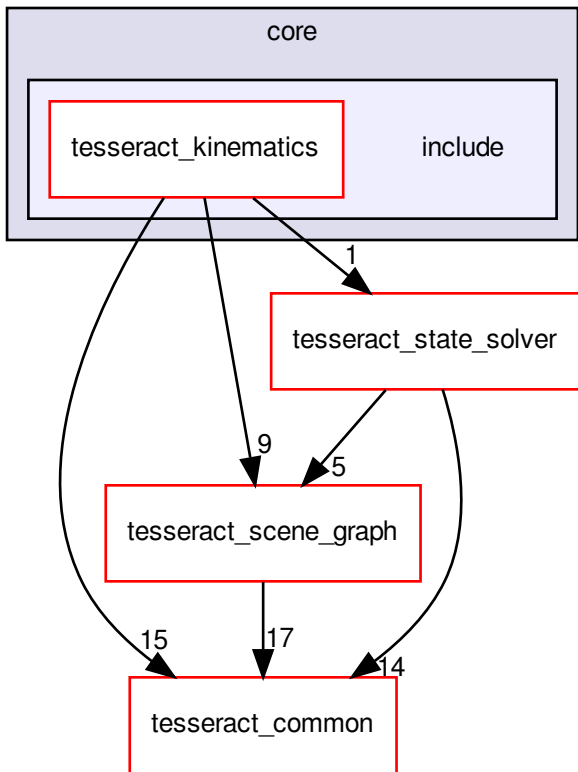 core
tesseract_kinematics
include
1
tesseract_state_solver
9
5
tesseract_scene_graph
15
17
14
tesseract_common